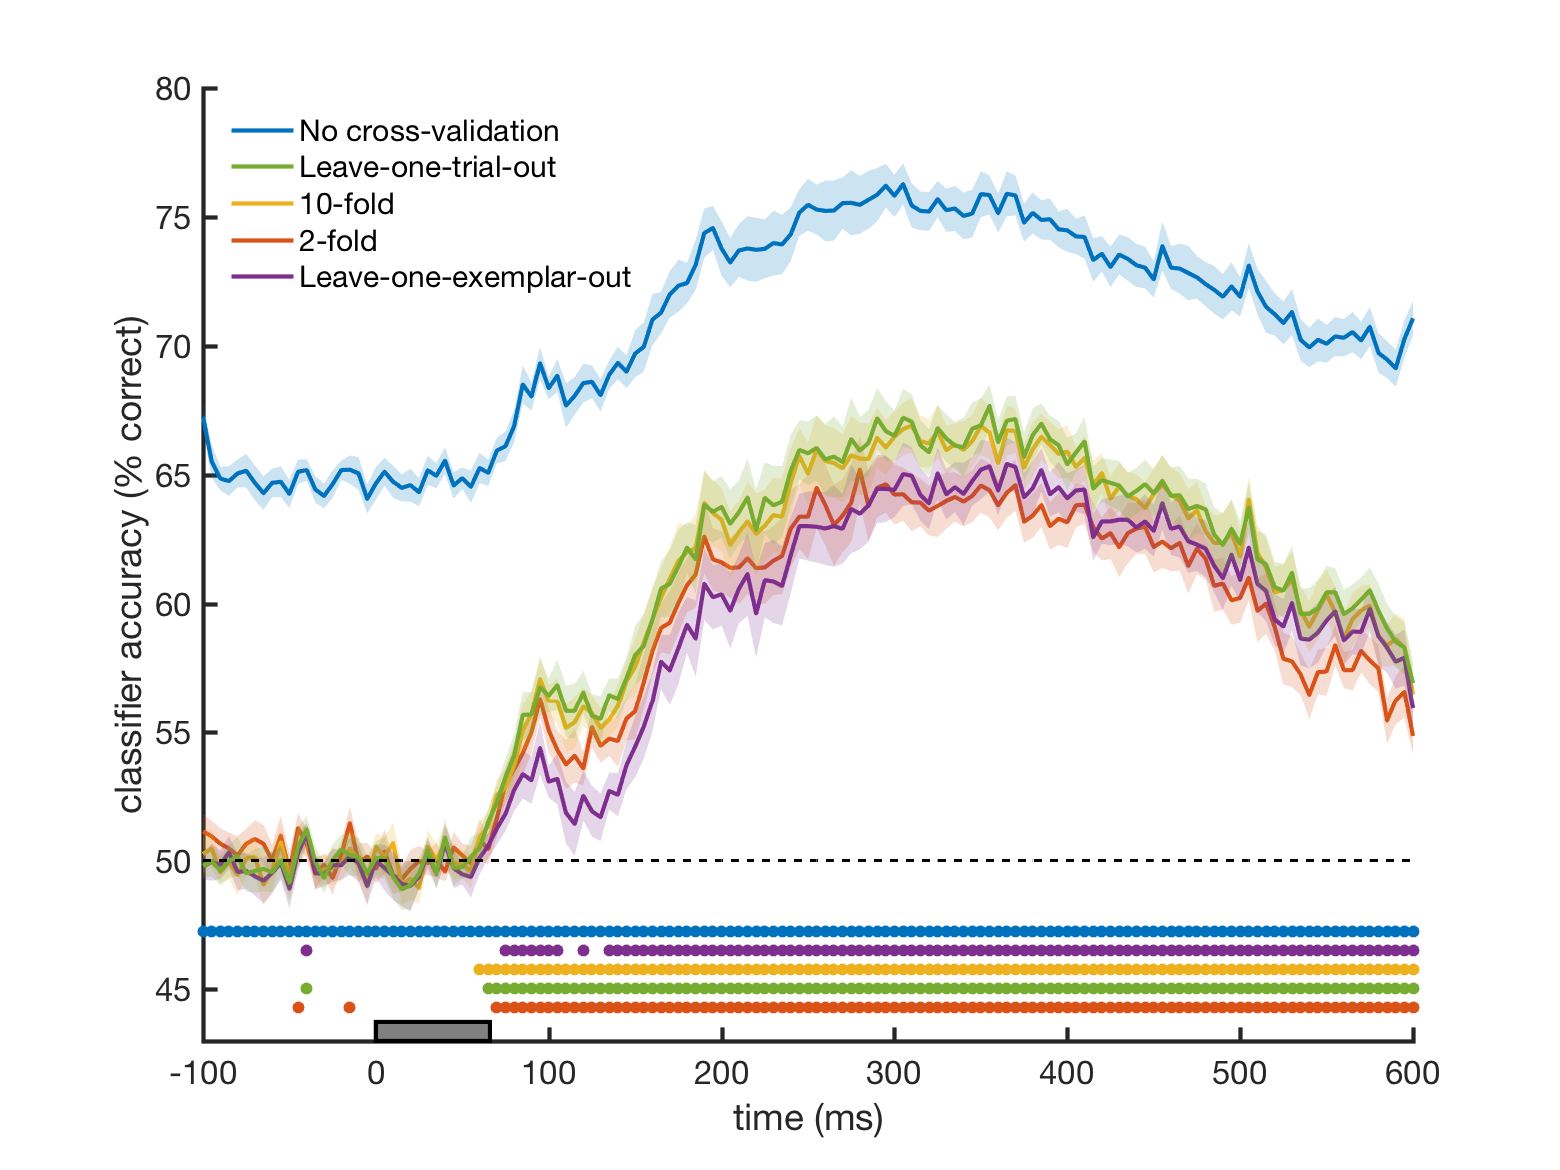 80
75
70
65
60
55
50
45
classifier accuracy (% correct)
No cross-validation
Leave-one-trial-out
10-fold
2-fold
Leave-one-exemplar-out
-100 0 100 200 300 400 500 600
time (ms)